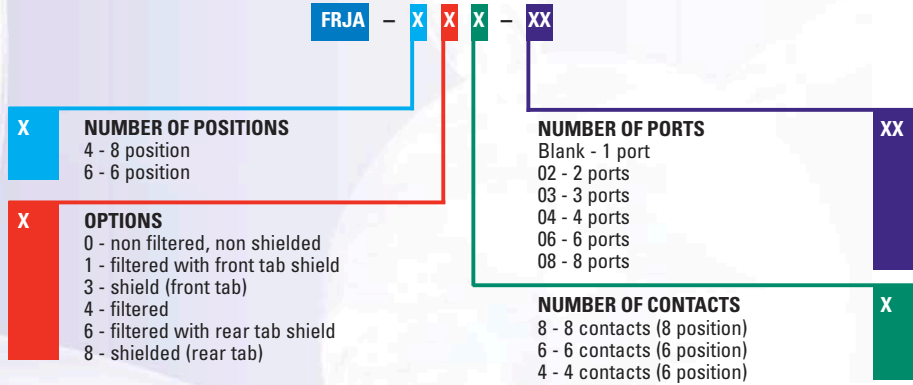 FRJA – X X X – XX
X
NUMBER OF POSITIONS
4 - 8 position
6 - 6 position
X
OPTIONS
0 - non filtered, non shielded
1 - filtered with front tab shield
3 - shield (front tab)
4 - filtered
6 - filtered with rear tab shield
8 - shielded (rear tab)
NUMBER OF PORTS
XX
Blank - 1 port
02 - 2 ports
03 - 3 ports
04 - 4 ports
06 - 6 ports
08 - 8 ports
NUMBER OF CONTACTS
X
8 - 8 contacts (8 position)
6 - 6 contacts (6 position)
4 - 4 contacts (6 position)